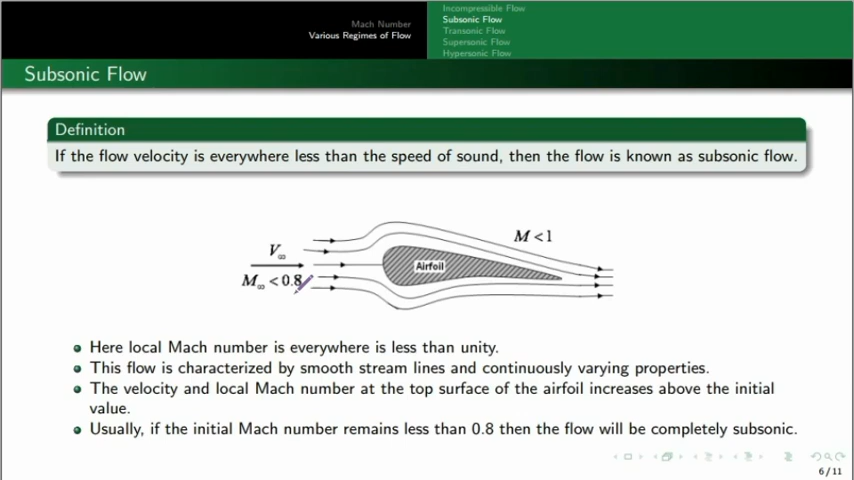 Mach Number
Various Regimes of Flow
Incompressible Flow
Subsonic Flow
Transonic Flow
Supersonic Flow
Hypersonic Flow
Subsonic Flow
Definition
If the flow velocity is everywhere less than the speed of sound, then the flow is known as subsonic flow.
V∞
M∞ < 0.8
M < 1
Airfoil
Here local Mach number is everywhere is less than unity.
This flow is characterized by smooth stream lines and continuously varying properties.
The velocity and local Mach number at the top surface of the airfoil increases above the initial
value.
Usually, if the initial Mach number remains less than 0.8 then the flow will be completely subsonic.
6/11